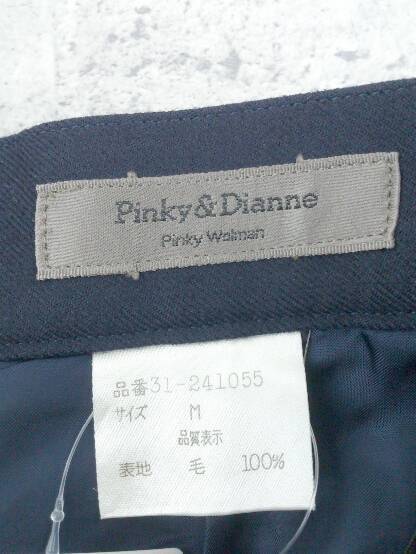 Pinky&Dianne
Pinky Wolman
品番31-241055
サイズ M
品質表示
表地 毛 100%